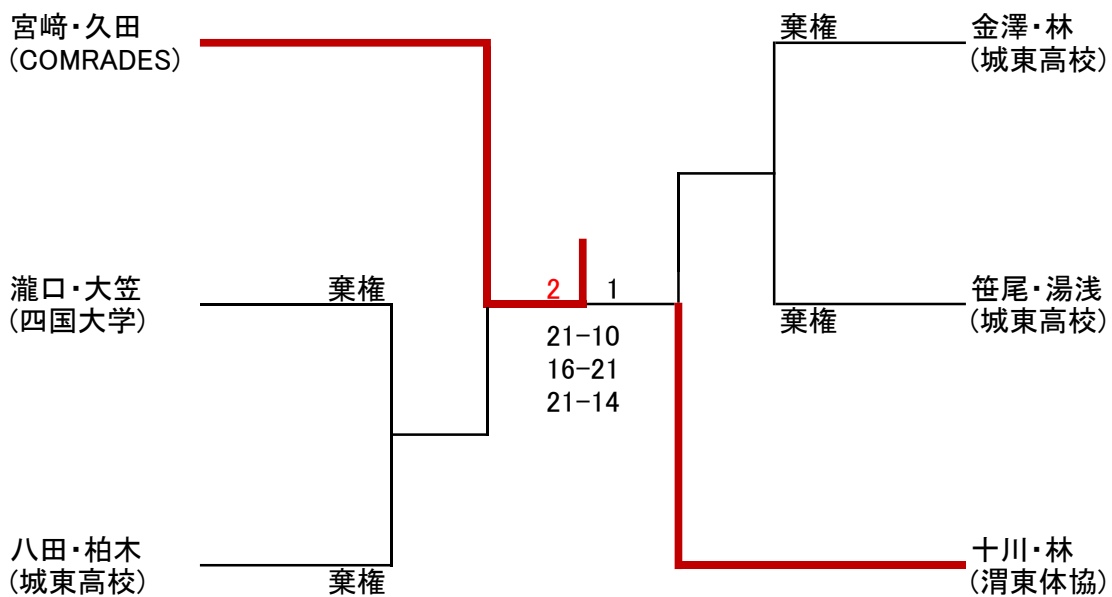 宮﨑・久田
(COMRADES)
棄権
金澤・林
(城東高校)
瀧口・大笠
(四国大学)
棄権
2
1
21-10
16-21
21-14
笹尾・湯浅
(城東高校)
棄権
八田・柏木
(城東高校)
棄権
十川・林
(渭東体協)